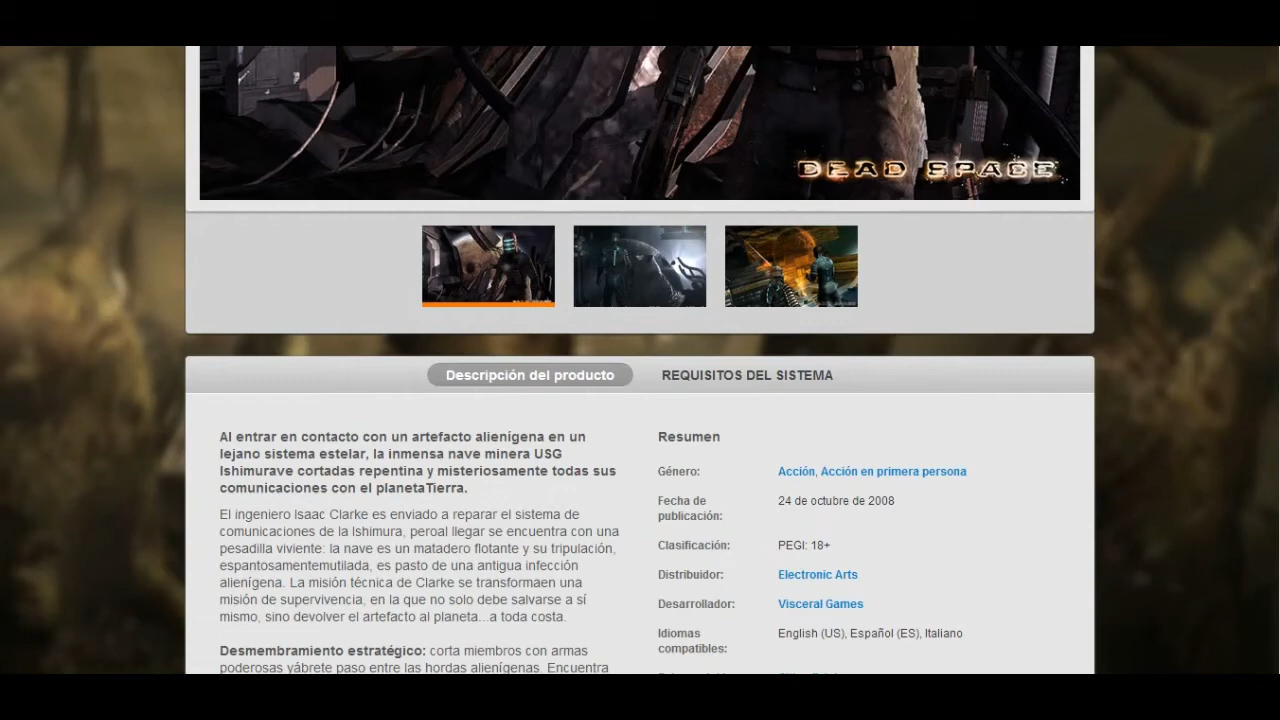 DEAD SPACE
Descripción del producto
REQUISITOS DEL SISTEMA
Al entrar en contacto con un artefacto alienígena en un
lejano sistema estelar, la inmensa nave minera USG
Ishimurave cortadas repentina y misteriosamente todas sus
comunicaciones con el planetaTierra.
El ingeniero Isaac Clarke es enviado a reparar el sistema de
comunicaciones de la Ishimura, peroal llegar se encuentra con una
pesadilla viviente: la nave es un matadero flotante y su tripulación,
espantosamentemutilada, es pasto de una antigua infección
alienígena. La misión técnica de Clarke se transformaen una
misión de supervivencia, en la que no solo debe salvarse a sí
mismo, sino devolver el artefacto al planeta...a toda costa.
Desmembramiento estratégico: corta miembros con armas
poderosas yábrete paso entre las hordas alienígenas. Encuentra
Resumen
Género: Acción, Acción en primera persona
Fecha de 24 de octubre de 2008
publicación:
Clasificación: PEGI: 18+
Distribuidor: Electronic Arts
Desarrollador: Visceral Games
Idiomas English (US), Español (ES), Italiano
compatibles: